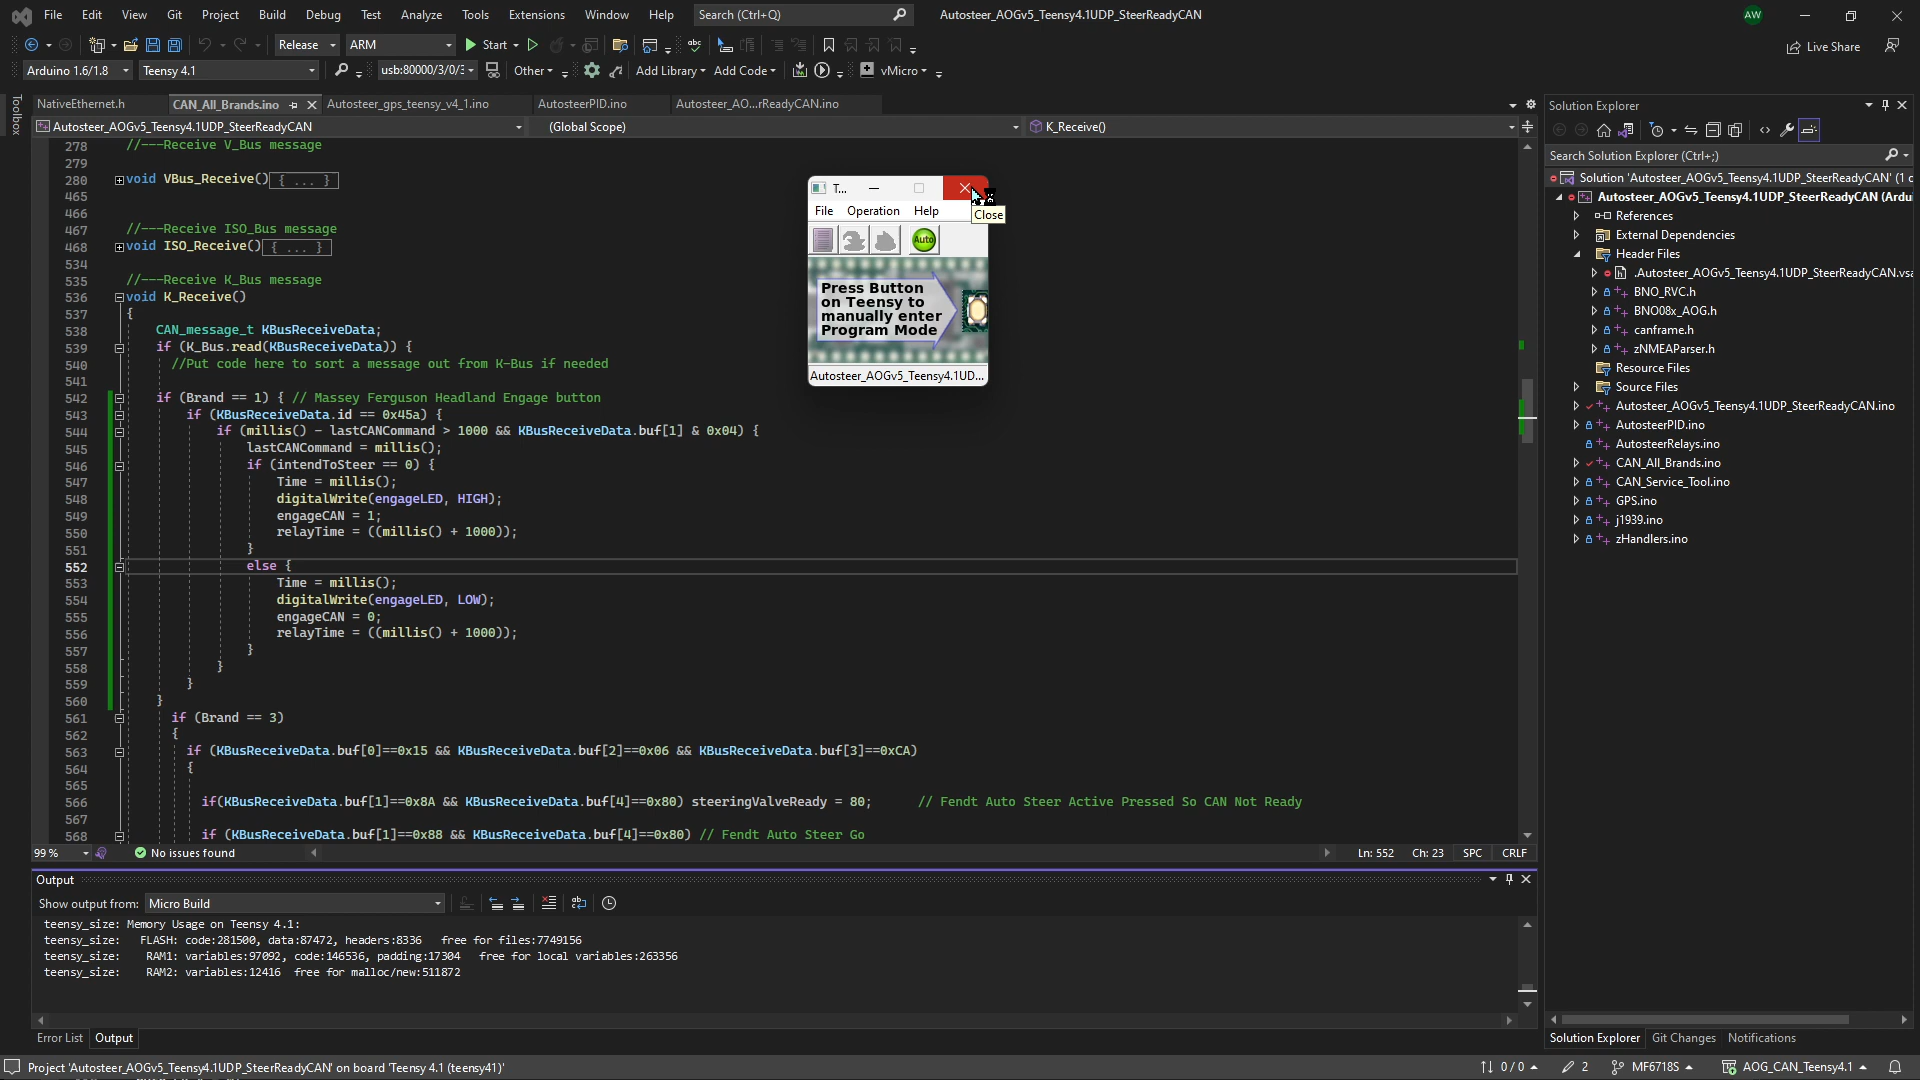 File Edit View Git Project Build Debug Test Analyze Tools Extensions Window Help Search (Ctrl+Q) Autosteer_AOGv5_Teensy4.1UDP_SteerReadyCAN AW
Release ARM Start Live Share
Arduino 1.6/1.8 Teensy 4.1 usb:80000/3/0/3 Other Add Library Add Code vMicro
Toolbox
NativeEthernet.h CAN_All_Brands.ino Autosteer_gps_teensy_v4_1.ino AutosteerPID.ino Autosteer_AO...rReadyCAN.ino
Autosteer_AOGv5_Teensy4.1UDP_SteerReadyCAN (Global Scope) K_Receive()
278 //---Receive V_Bus message
279
280 void VBus_Receive() { ... }
465
466
467 //---Receive ISO_Bus message
468 void ISO_Receive() { ... }
534
535 //---Receive K_Bus message
536 void K_Receive()
537 {
538 CAN_message_t KBusReceiveData;
539 if (K_Bus.read(KBusReceiveData)) {
540 //Put code here to sort a message out from K-Bus if needed
541
542 if (Brand == 1) { // Massey Ferguson Headland Engage button
543 if (KBusReceiveData.id == 0x45a) {
544 if (millis() - lastCANCommand > 1000 && KBusReceiveData.buf[1] & 0x04) {
545 lastCANCommand = millis();
546 if (intendToSteer == 0) {
547 Time = millis();
548 digitalWrite(engageLED, HIGH);
549 engageCAN = 1;
550 relayTime = ((millis() + 1000));
551 }
552 else {
553 Time = millis();
554 digitalWrite(engageLED, LOW);
555 engageCAN = 0;
556 relayTime = ((millis() + 1000));
557 }
558 }
559 }
560 }
561 if (Brand == 3)
562 {
563 if (KBusReceiveData.buf[0]==0x15 && KBusReceiveData.buf[2]==0x06 && KBusReceiveData.buf[3]==0xCA)
564 {
565
566 if(KBusReceiveData.buf[1]==0x8A && KBusReceiveData.buf[4]==0x80) steeringValveReady = 80; // Fendt Auto Steer Active Pressed So CAN Not Ready
567
568 if (KBusReceiveData.buf[1]==0x88 && KBusReceiveData.buf[4]==0x80) // Fendt Auto Steer Go
99 % No issues found Ln: 552 Ch: 23 SPC CRLF
T...
Close
File Operation Help
Auto
Press Button
on Teensy to
manually enter
Program Mode
Autosteer_AOGv5_Teensy4.1UD...
Solution Explorer
Search Solution Explorer (Ctrl+;)
Solution 'Autosteer_AOGv5_Teensy4.1UDP_SteerReadyCAN' (1 c
Autosteer_AOGv5_Teensy4.1UDP_SteerReadyCAN (Ardu
References
External Dependencies
Header Files
.Autosteer_AOGv5_Teensy4.1UDP_SteerReadyCAN.vsa
BNO_RVC.h
BNO08x_AOG.h
canframe.h
zNMEAParser.h
Resource Files
Source Files
Autosteer_AOGv5_Teensy4.1UDP_SteerReadyCAN.ino
AutosteerPID.ino
AutosteerRelays.ino
CAN_All_Brands.ino
CAN_Service_Tool.ino
GPS.ino
j1939.ino
zHandlers.ino
Output
Show output from: Micro Build
teensy_size: Memory Usage on Teensy 4.1:
teensy_size: FLASH: code:281500, data:87472, headers:8336 free for files:7749156
teensy_size: RAM1: variables:97092, code:146536, padding:17304 free for local variables:263356
teensy_size: RAM2: variables:12416 free for malloc/new:511872
Error List Output
Solution Explorer Git Changes Notifications
Project 'Autosteer_AOGv5_Teensy4.1UDP_SteerReadyCAN' on board 'Teensy 4.1 (teensy41)' 0 / 0 2 MF6718S AOG_CAN_Teensy4.1